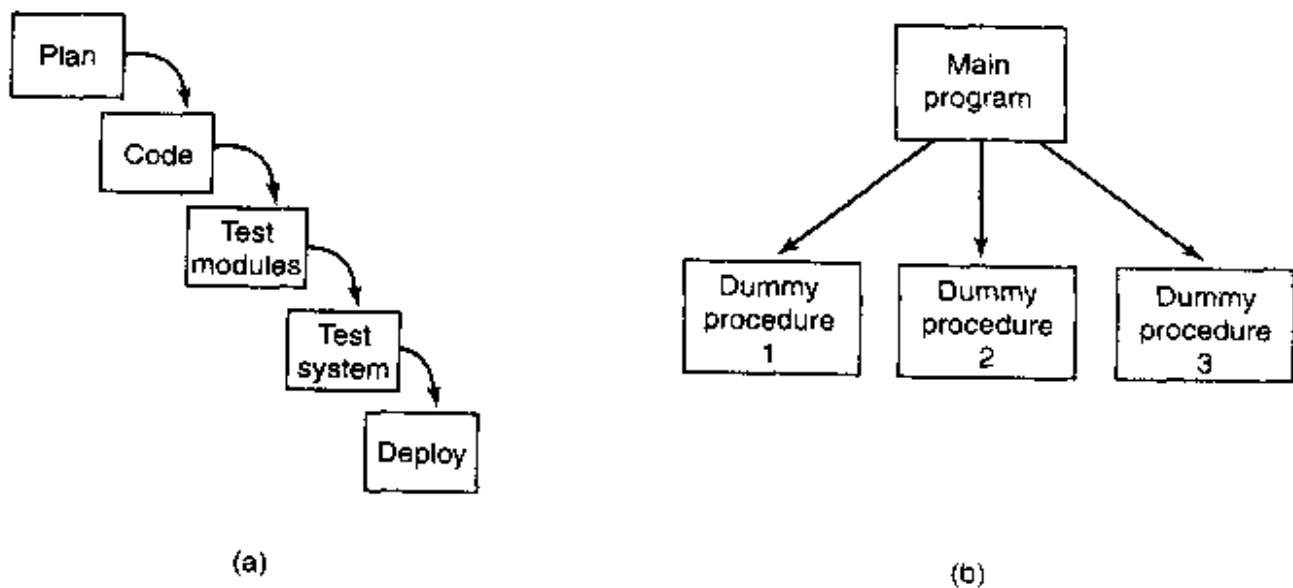 Plan
Code
Test
modules
Test
system
Deploy
(a)
Main
program
Dummy
procedure
1
Dummy
procedure
2
Dummy
procedure
3
(b)